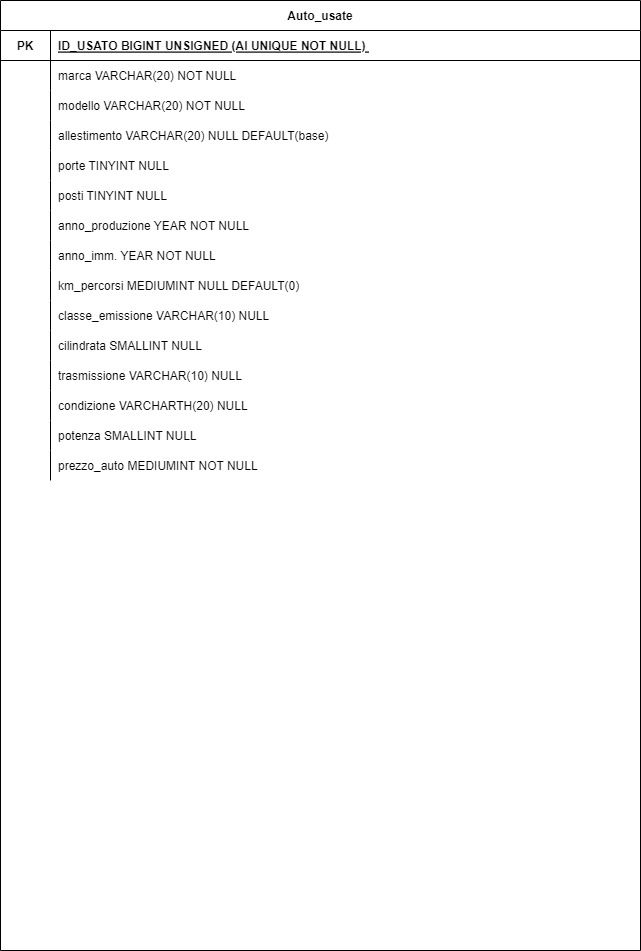 Auto_usate
PK ID_USATO BIGINT UNSIGNED (AI UNIQUE NOT NULL)
marca VARCHAR(20) NOT NULL
modello VARCHAR(20) NOT NULL
allestimento VARCHAR(20) NULL DEFAULT(base)
porte TINYINT NULL
posti TINYINT NULL
anno_produzione YEAR NOT NULL
anno_imm. YEAR NOT NULL
km_percorsi MEDIUMINT NULL DEFAULT(0)
classe_emissione VARCHAR(10) NULL
cilindrata SMALLINT NULL
trasmissione VARCHAR(10) NULL
condizione VARCHARTH(20) NULL
potenza SMALLINT NULL
prezzo_auto MEDIUMINT NOT NULL